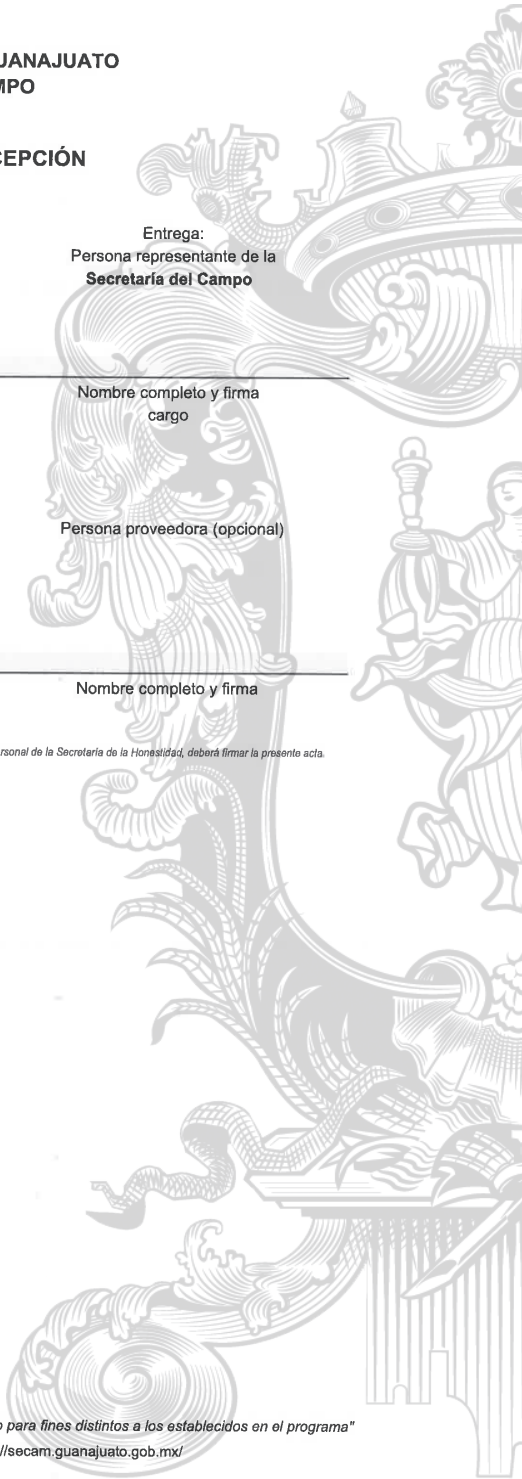 UANAJUATO
MPO
CEPCIÓN
Entrega:
Persona representante de la
Secretaría del Campo
Nombre completo y firma
cargo
Persona proveedora (opcional)
Nombre completo y firma
rsonal de la Secretaría de la Honestidad, deberá firmar la presente acta.
o para fines distintos a los establecidos en el programa"
//secam.guanajuato.gob.mx/